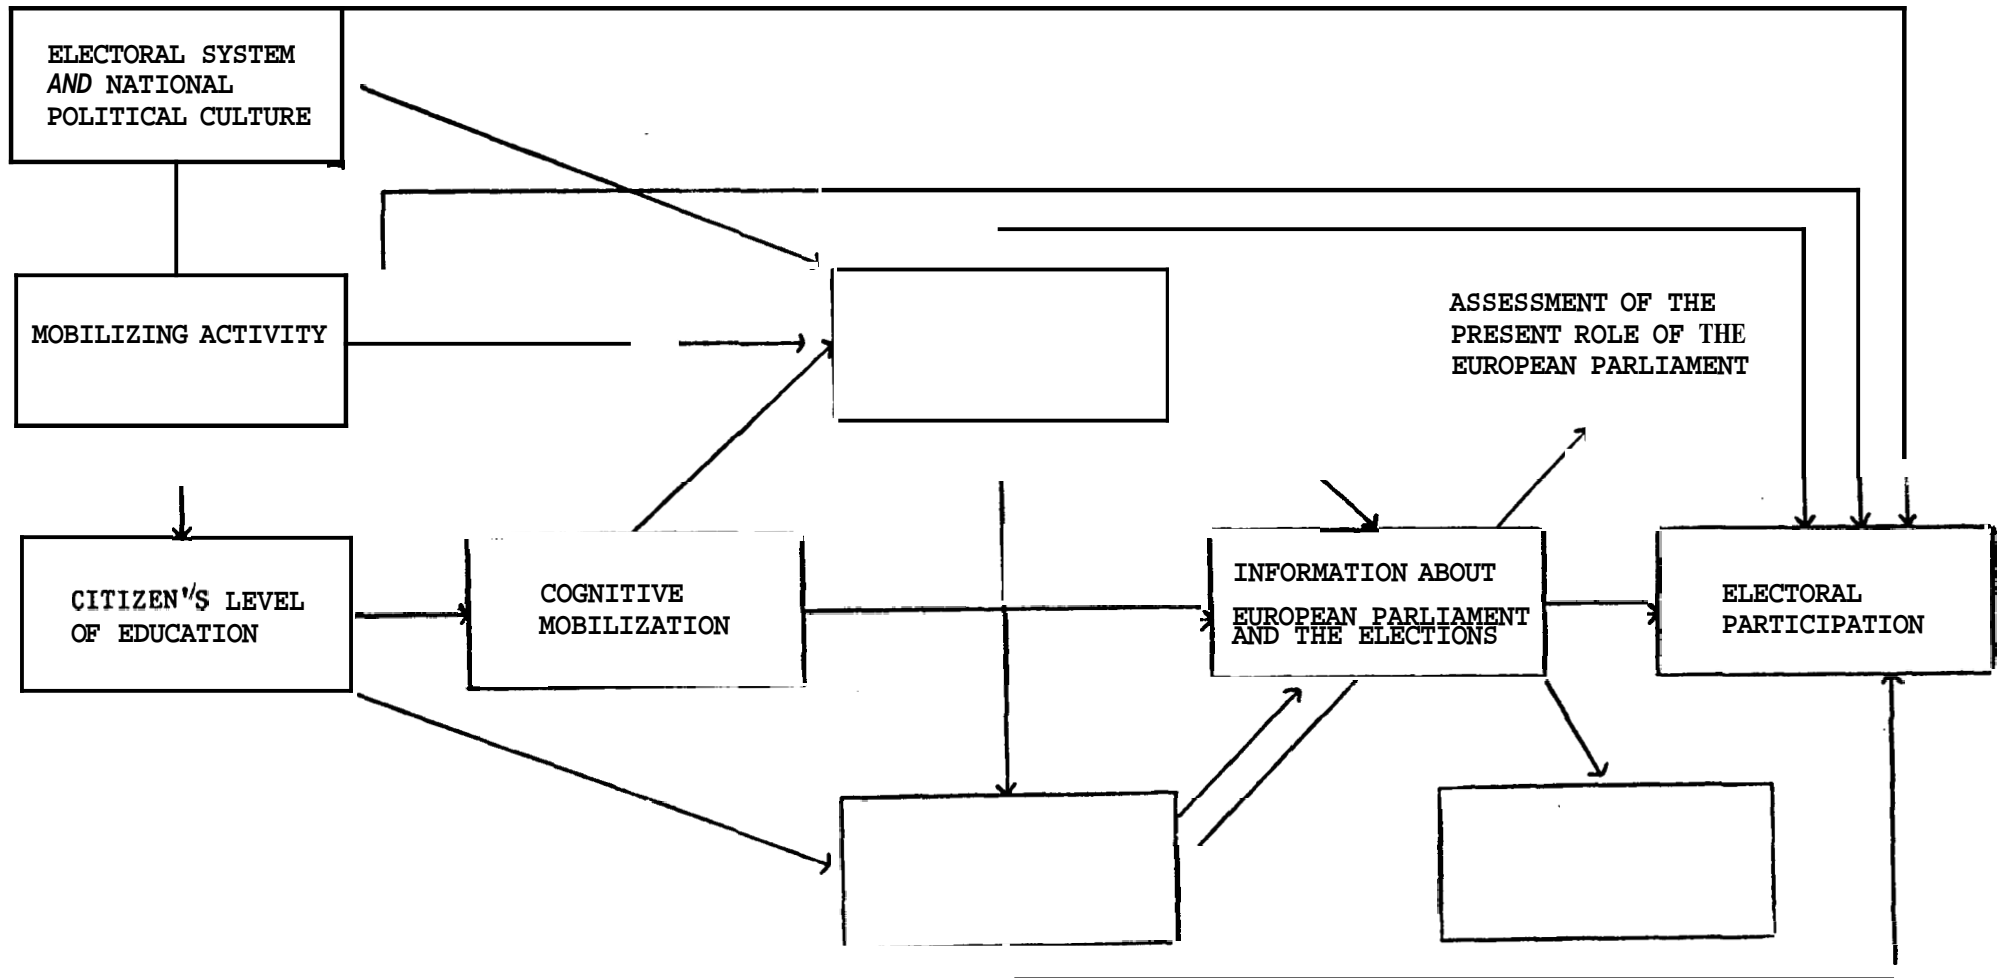 ELECTORAL SYSTEM
AND NATIONAL
POLITICAL CULTURE
MOBILIZING ACTIVITY
ASSESSMENT OF THE
PRESENT ROLE OF THE
EUROPEAN PARLIAMENT
CITIZEN'/S LEVEL
OF EDUCATION
COGNITIVE
MOBILIZATION
INFORMATION ABOUT
EUROPEAN PARLIAMENT
AND THE ELECTIONS
ELECTORAL
PARTICIPATION